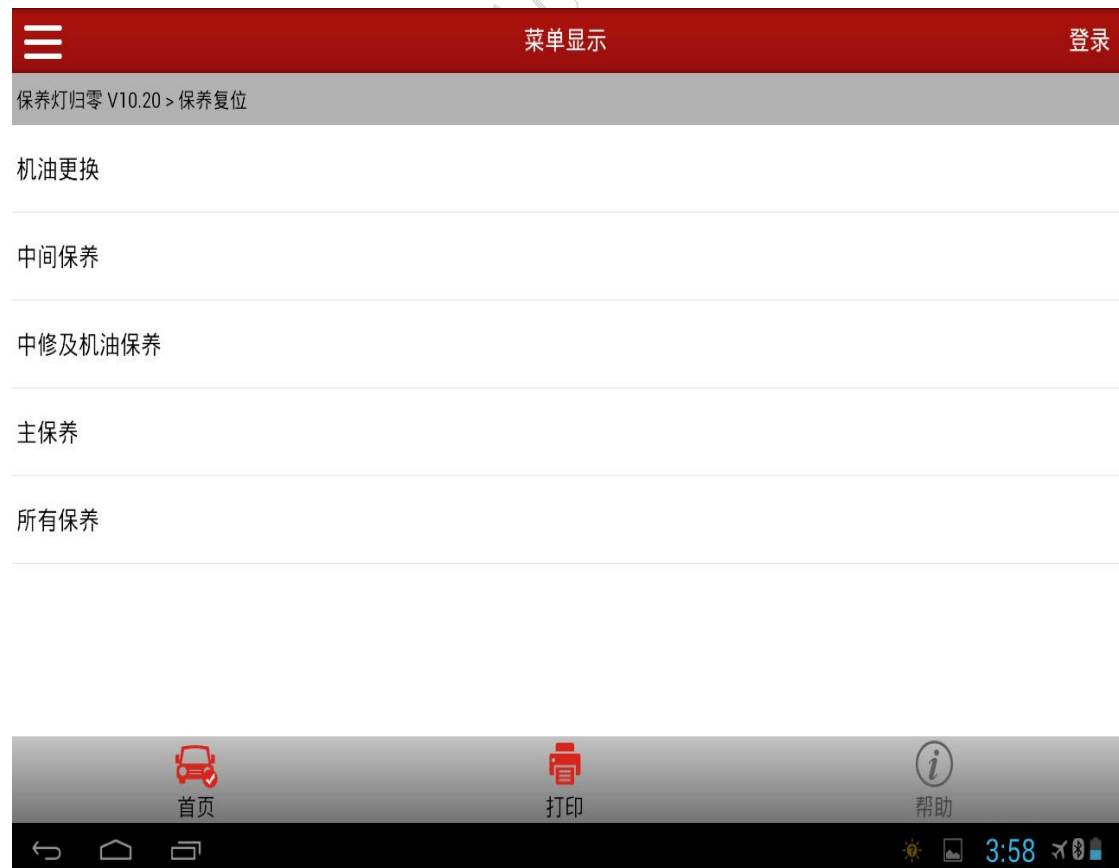 菜单显示
登录
保养灯归零 V10.20 > 保养复位
机油更换
中间保养
中修及机油保养
主保养
所有保养
首页
打印
帮助
3:58